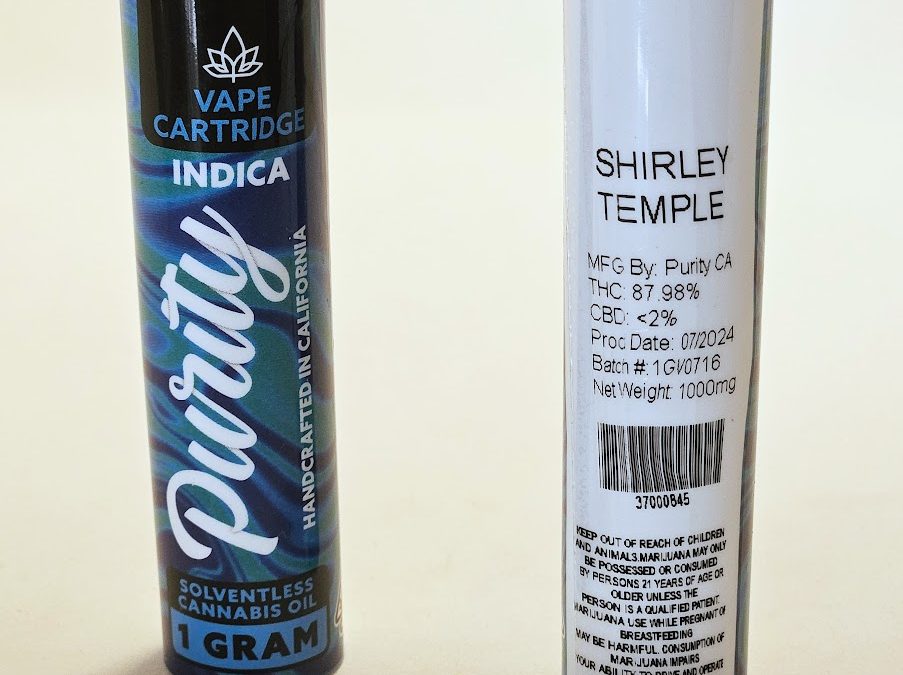 VAPE
CARTRIDGE
INDICA
Purity
HANDCRAFTED IN CALIFORNIA
SOLVENTLESS
CANNABIS OIL
1 GRAM
SHIRLEY
TEMPLE
MFG By: Purity CA
THC: 87.98%
CBD: <2%
Proc Date: 07/2024
Batch #: 1GV0716
Net Weight: 1000mg
37000845
KEEP OUT OF REACH OF CHILDREN
AND ANIMALS.MARIJUANA MAY ONLY
BE POSSESSED OR CONSUMED
BY PERSONS 21 YEARS OF AGE OR
OLDER UNLESS THE
PERSON IS A QUALIFIED PATIENT.
MARIJUANA USE WHILE PREGNANT OF
BREASTFEEDING
MAY BE HARMFUL. CONSUMPTION OF
MARIJUANA IMPAIRS
YOUR ABILITY TO DRIVE AND OPERATE